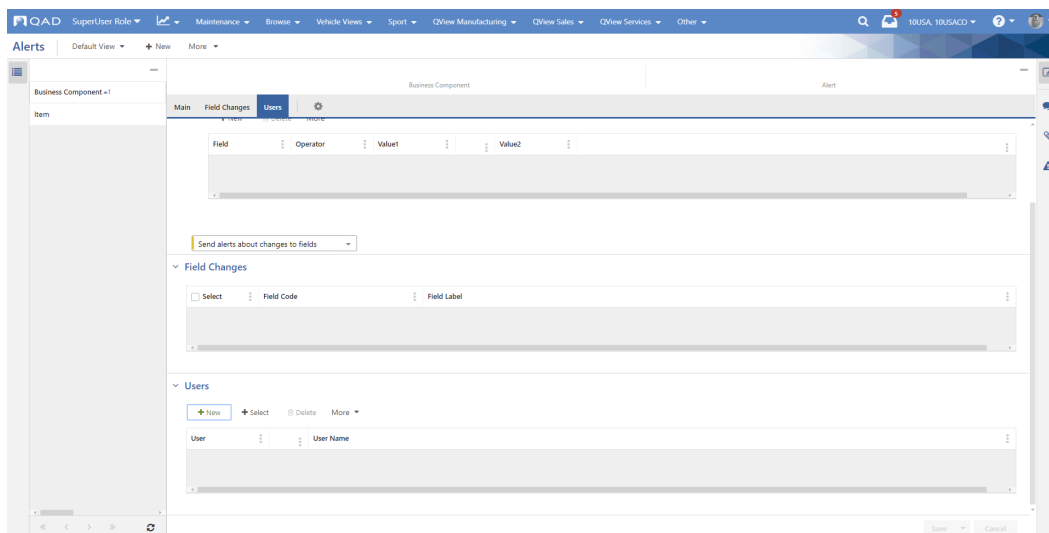 QAD SuperUser Role Maintenance Browse Vehicle Views Sport QView Manufacturing QView Sales QView Services Other 10USA, 10USACO ?
Alerts Default View + New More
Business Component Alert
Business Component
Main Field Changes Users
Item
+ New Delete More
Field Operator Value1 Value2
Send alerts about changes to fields
Field Changes
Select Field Code Field Label
Users
+ New + Select Delete More
User User Name
Save Cancel